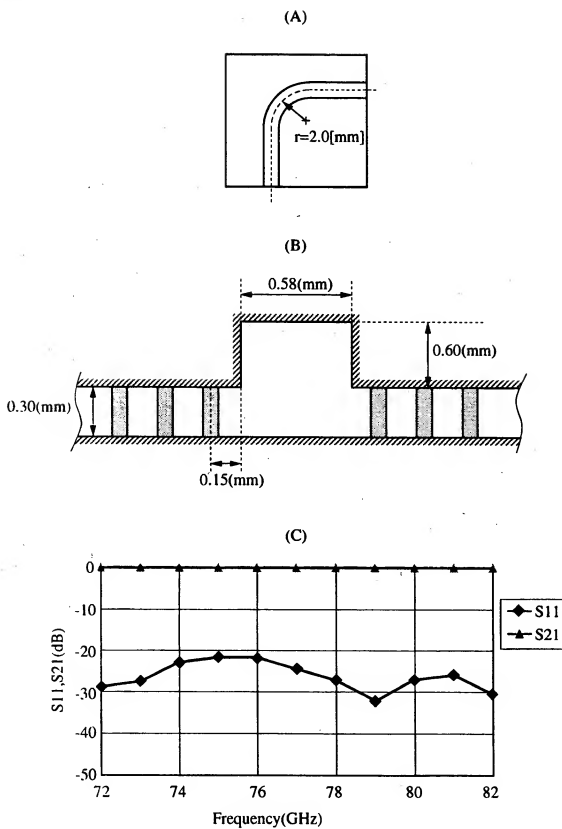 (A)
r=2.0[mm]
(B)
0.58(mm)
0.60(mm)
0.30(mm)
0.15(mm)
(C)
0
-10
-20
-30
-40
-50
S11,S21(dB)
72 74 76 78 80 82
Frequency(GHz)
S11
S21